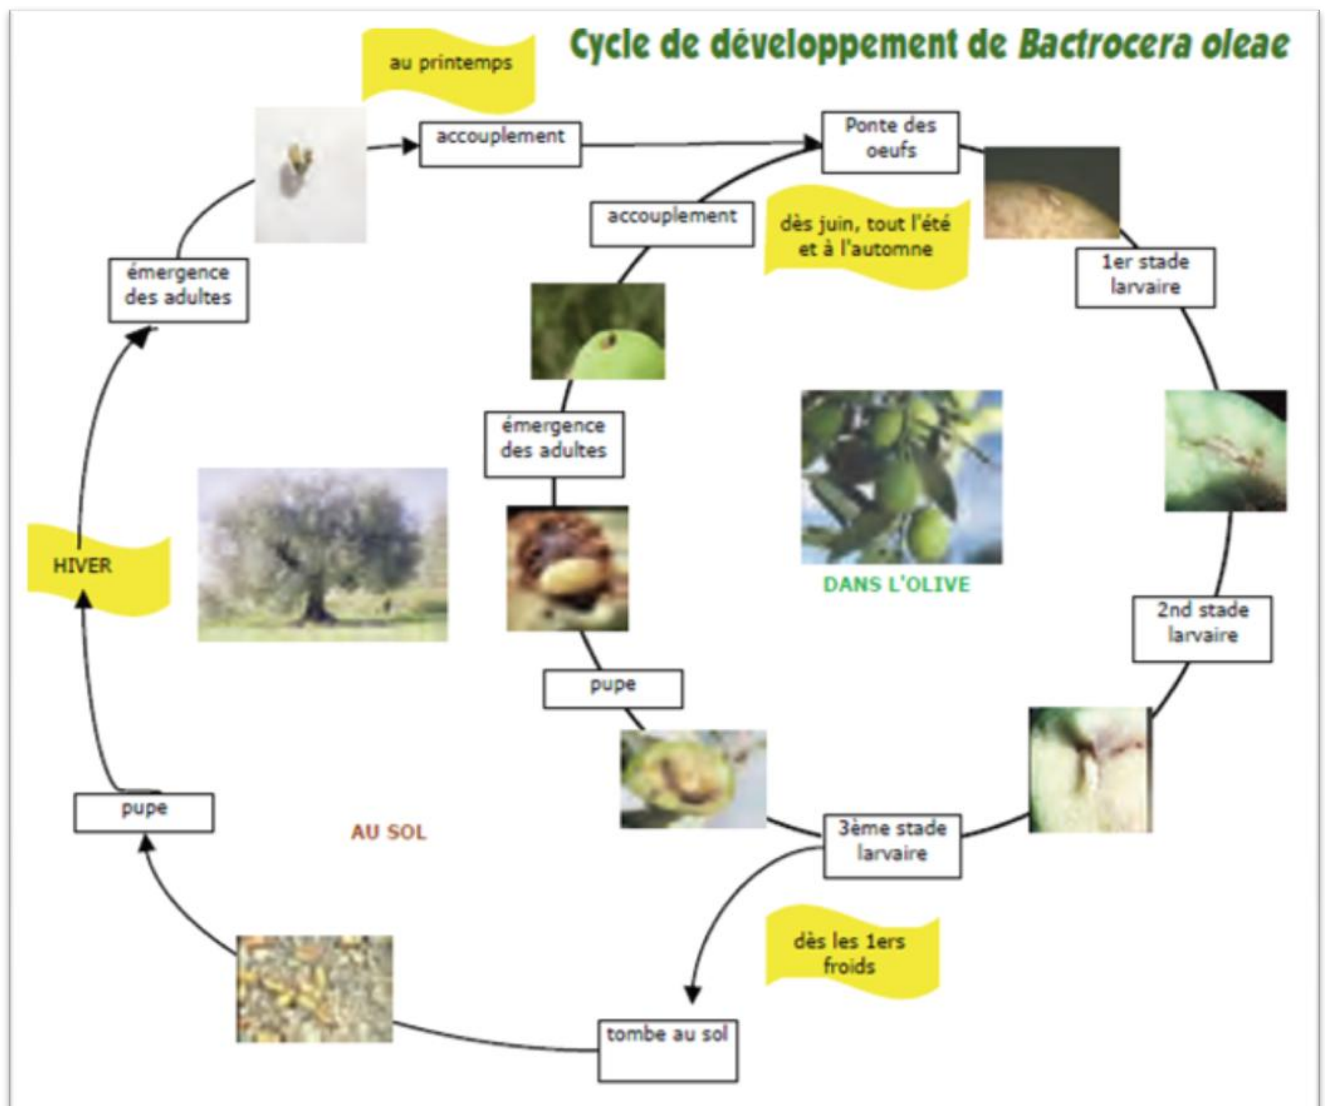 Cycle de développement de Bactrocera oleae
au printemps
accouplement
Ponte des
oeufs
accouplement
dès juin, tout l'été
et à l'automne
1er stade
larvaire
émergence
des adultes
émergence
des adultes
DANS L'OLIVE
HIVER
2nd stade
larvaire
pupe
pupe
AU SOL
3ème stade
larvaire
dès les 1ers
froids
tombe au sol